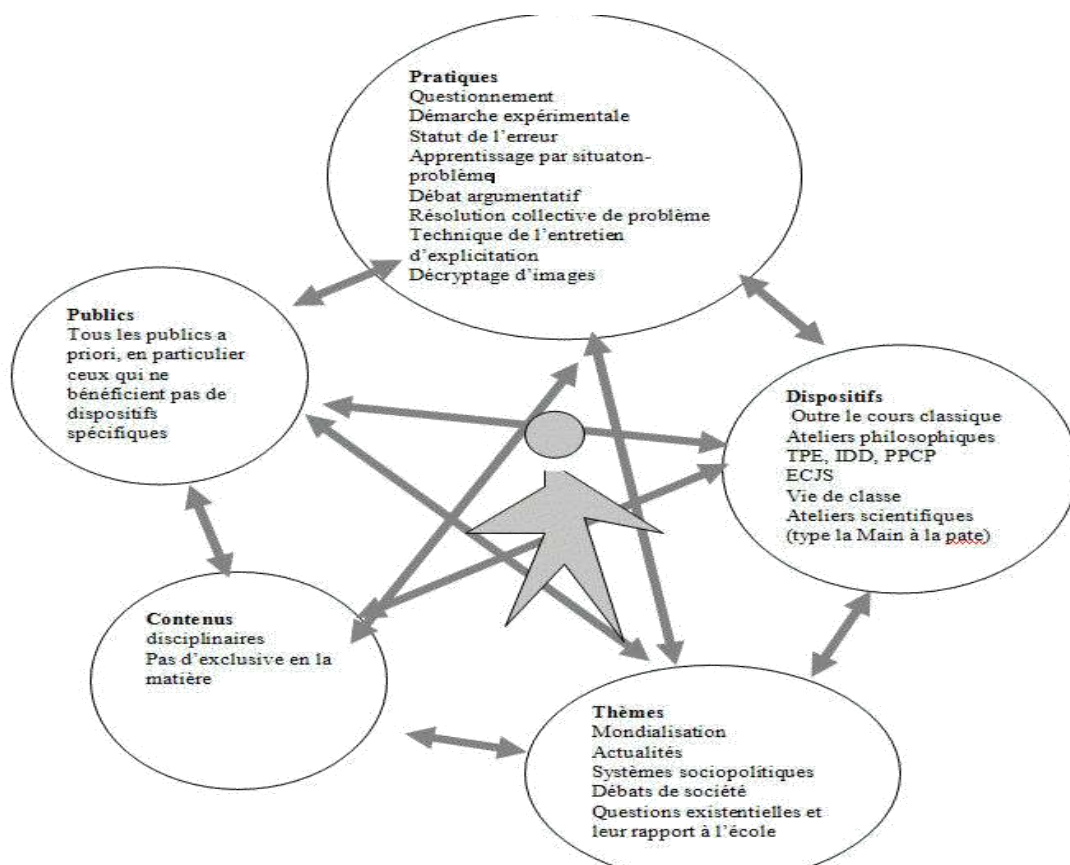 Pratiques
Questionnement
Démarche expérimentale
Statut de l'erreur
Apprentissage par situaton-
problème
Débat argumentatif
Résolution collective de problème
Technique de l'entretien
d'explicitation
Décryptage d'images
Publics
Tous les publics a
priori, en particulier
ceux qui ne
bénéficient pas de
dispositifs
spécifiques
Dispositifs
Outre le cours classique
Ateliers philosophiques
TPE, IDD, PPCP
ECJS
Vie de classe
Ateliers scientifiques
(type la Main à la pate)
Contenus
disciplinaires
Pas d'exclusive en la
matière
Thèmes
Mondialisation
Actualités
Systèmes sociopolitiques
Débats de société
Questions existentielles et
leur rapport à l'école